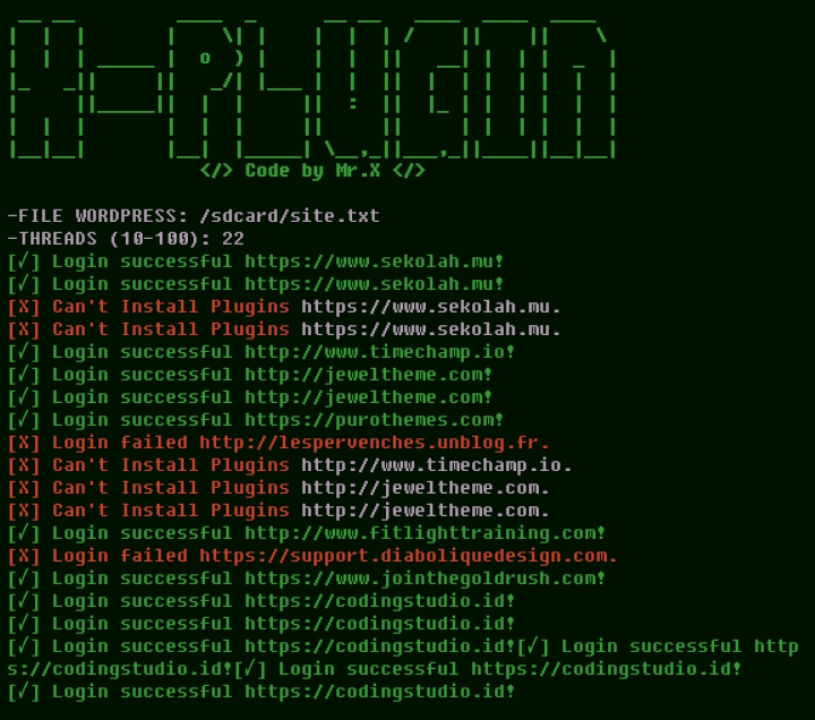 X-PLUGIN
</> Code by Mr.X </>
-FILE WORDPRESS: /sdcard/site.txt
-THREADS (10-100): 22
[√] Login successful https://www.sekolah.mu!
[√] Login successful https://www.sekolah.mu!
[X] Can't Install Plugins https://www.sekolah.mu.
[X] Can't Install Plugins https://www.sekolah.mu.
[√] Login successful http://www.timechamp.io!
[√] Login successful http://jeweltheme.com!
[√] Login successful http://jeweltheme.com!
[√] Login successful https://purothemes.com!
[X] Login failed http://lespervenches.unblog.fr.
[X] Can't Install Plugins http://www.timechamp.io.
[X] Can't Install Plugins http://jeweltheme.com.
[X] Can't Install Plugins http://jeweltheme.com.
[√] Login successful http://www.fitlighttraining.com!
[X] Login failed https://support.diaboliquedesign.com.
[√] Login successful https://www.jointhegoldrush.com!
[√] Login successful https://codingstudio.id!
[√] Login successful https://codingstudio.id!
[√] Login successful https://codingstudio.id![√] Login successful http
s://codingstudio.id![√] Login successful https://codingstudio.id!
[√] Login successful https://codingstudio.id!